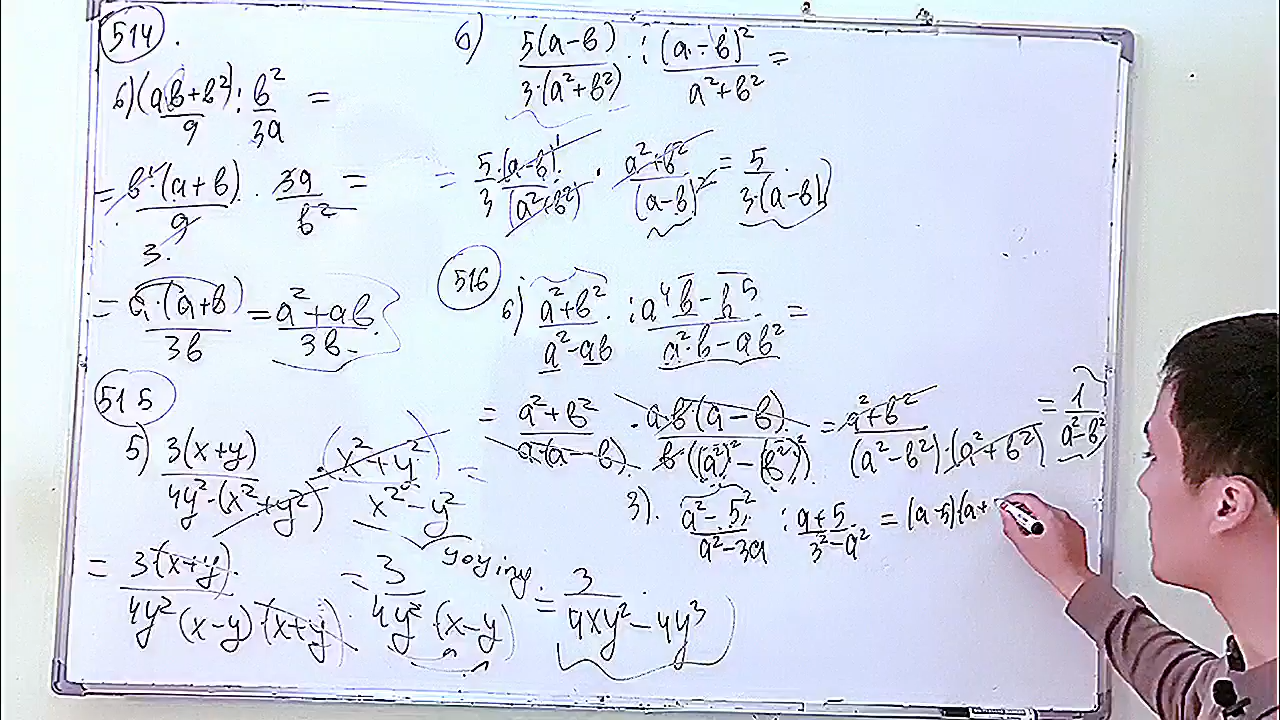 514.
б) (ab+b²)/9 : b²/3a =
= b·(a+b)/9 · 3a/b² =
3.
= a·(a+b)/3b = a²+ab/3b
515
5) 3(x+y)/4y²·(x²+y²) · (x²+y²)/x²-y² =
= 3(x+y)/4y²(x-y)(x+y) = 3/4y²·(x-y) = 3/4xy²-4y³
6) 5(a-b)/3·(a²+b²) : (a-b)²/a²+b² =
= 5·(a-b)¹/3(a²+b²) · a²+b²/(a-b)² = 5/3·(a-b)
516
б) a²+b²/a²-ab : a⁴b-b⁵/a²b-ab² =
= a²+b²/a(a-b) · ab(a-b)/b((a²)²-(b²)²) = a²+b²/(a²-b²)·(a²+b²) = 1/a²-b²
3). a²-5²/a²-3a : a+5/3²-a² = (a-5)(a+